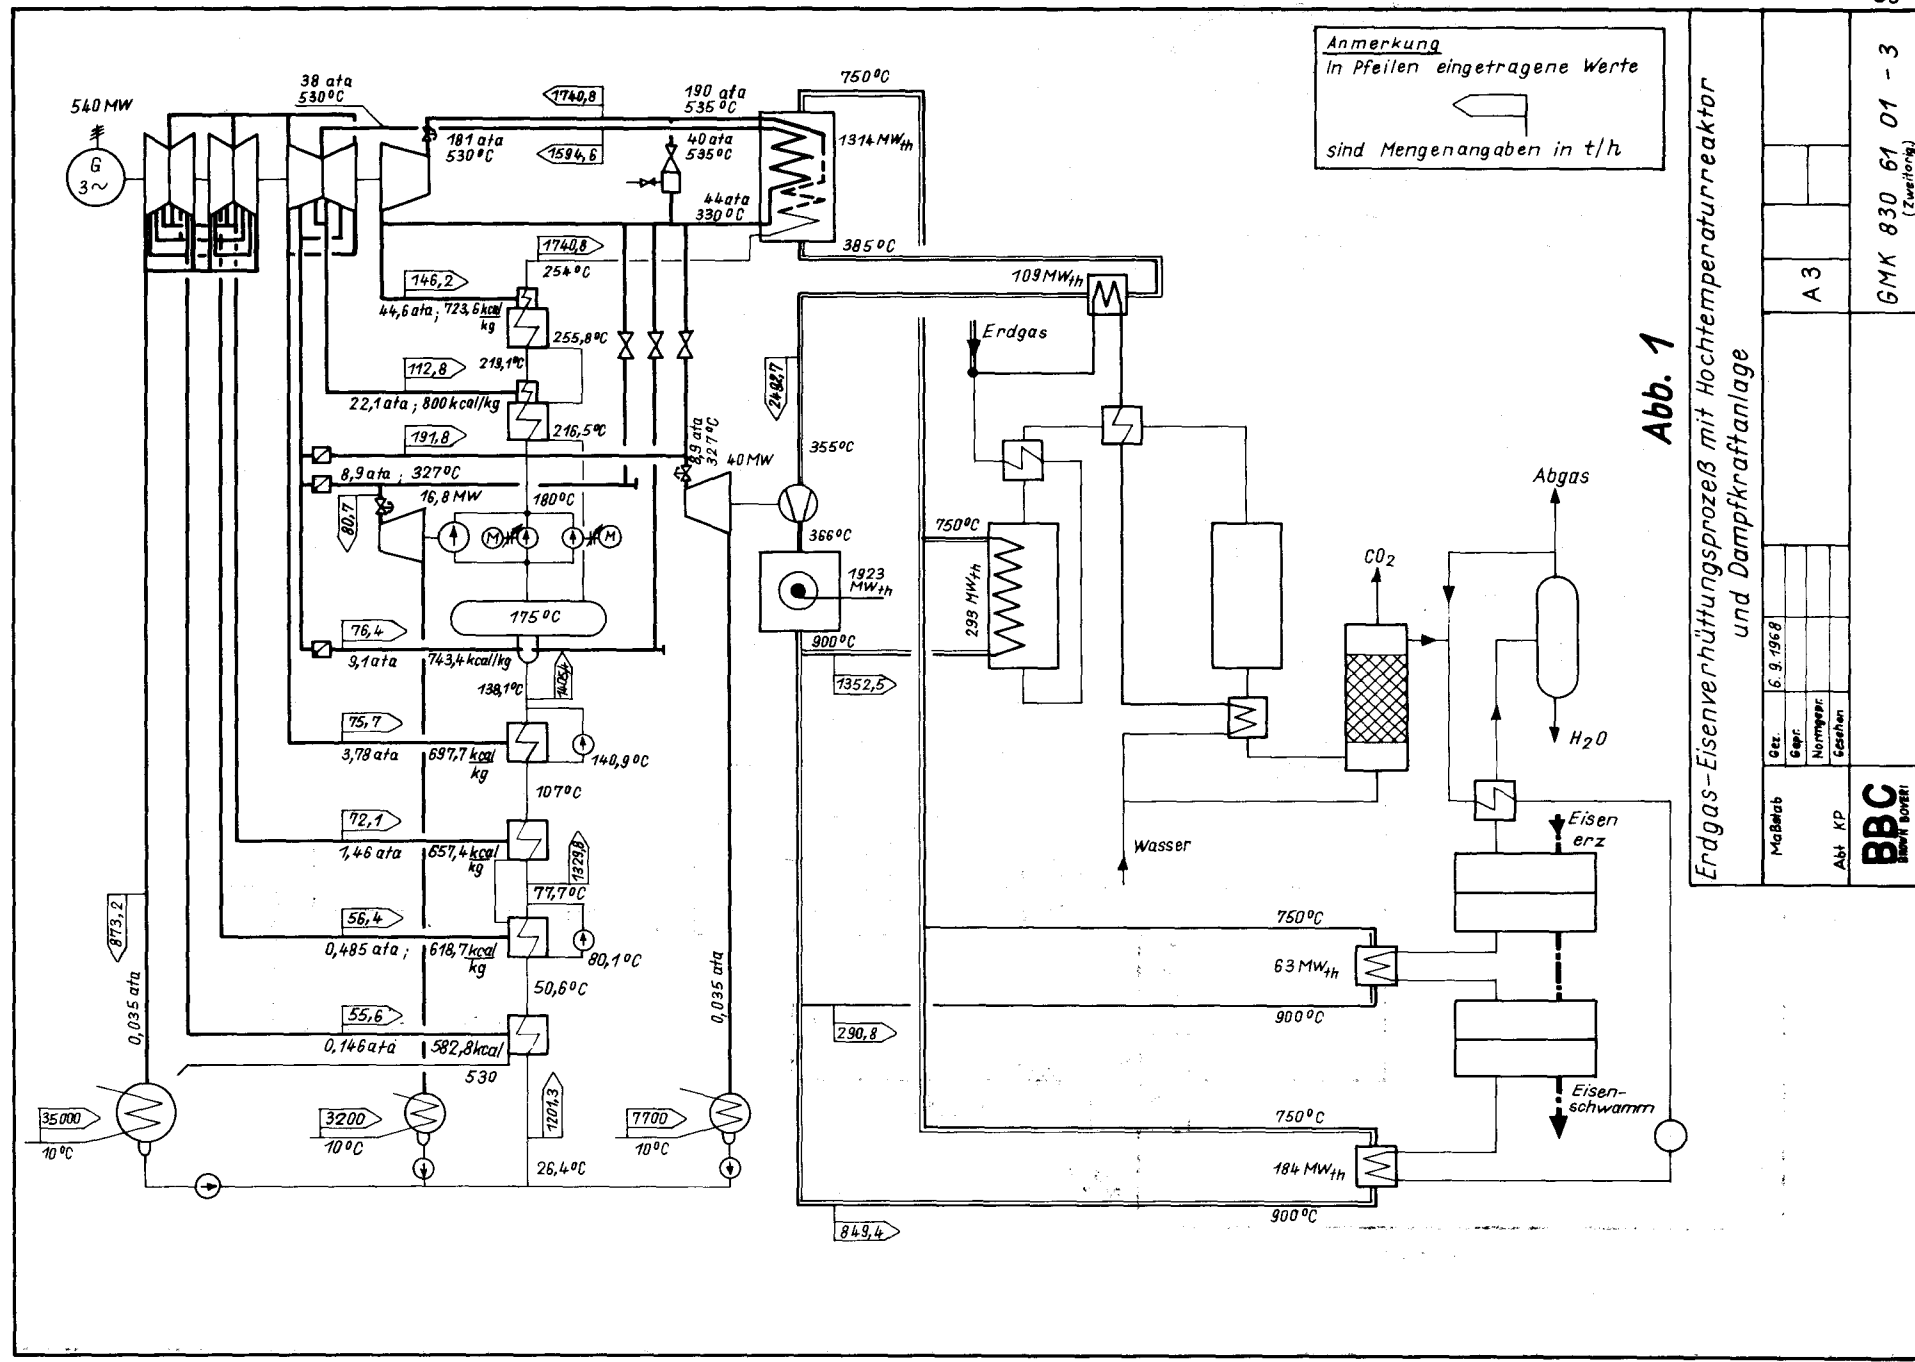 Anmerkung
In Pfeilen eingetragene Werte
sind Mengenangaben in t/h
540 MW
G
3~
38 ata
530°C
1740,8
190 ata
535°C
750°C
181 ata
530°C
1594,6
40 ata
535°C
1314 MWth
44 ata
330°C
385°C
1740,8
254°C
109 MWth
146,2
44,6 ata ; 723,6 kcal
kg
255,8°C
219,1°C
Erdgas
112,8
22,1 ata ; 800 kcal/kg
216,5°C
2492,7
191,8
8,9 ata
327°C
40 MW
355°C
8,9 ata ; 327°C
80,7
16,8 MW
180°C
M
M
366°C
1923
MWth
750°C
293 MWth
CO2
Abgas
175°C
76,4
9,1 ata
743,4 kcal/kg
900°C
1352,5
138,1°C
1405,4
75,7
3,78 ata
697,7 kcal
kg
140,9°C
107°C
H2O
72,1
1,46 ata
657,4 kcal
kg
1329,8
77,7°C
Wasser
Eisen
erz
873,2
0,035 ata
56,4
0,485 ata ;
618,7 kcal
kg
80,1°C
50,6°C
0,035 ata
750°C
63 MWth
900°C
290,8
55,6
0,146 ata
582,8 kcal/
530
Eisen-
schwamm
35000
10°C
3200
10°C
1201,3
26,4°C
7700
10°C
750°C
184 MWth
900°C
849,4
Abb. 1
Erdgas-Eisenverhüttungsprozeß mit Hochtemperaturreaktor
und Dampfkraftanlage
A 3
GMK 830 61 01 - 3
(Zweitorig.)
Gez. 6.9.1968
Gepr.
Normgepr.
Gesehen
Maßstab
Abt KP
BBC
BROWN BOVERI